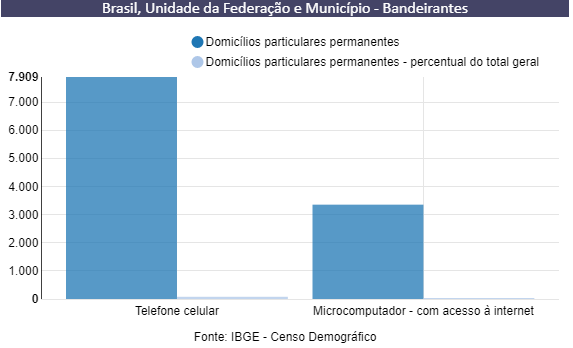 Brasil, Unidade da Federação e Município - Bandeirantes
Domicílios particulares permanentes
Domicílios particulares permanentes - percentual do total geral
7.909
7.000
6.000
5.000
4.000
3.000
2.000
1.000
0
Telefone celular
Microcomputador - com acesso à internet
Fonte: IBGE - Censo Demográfico